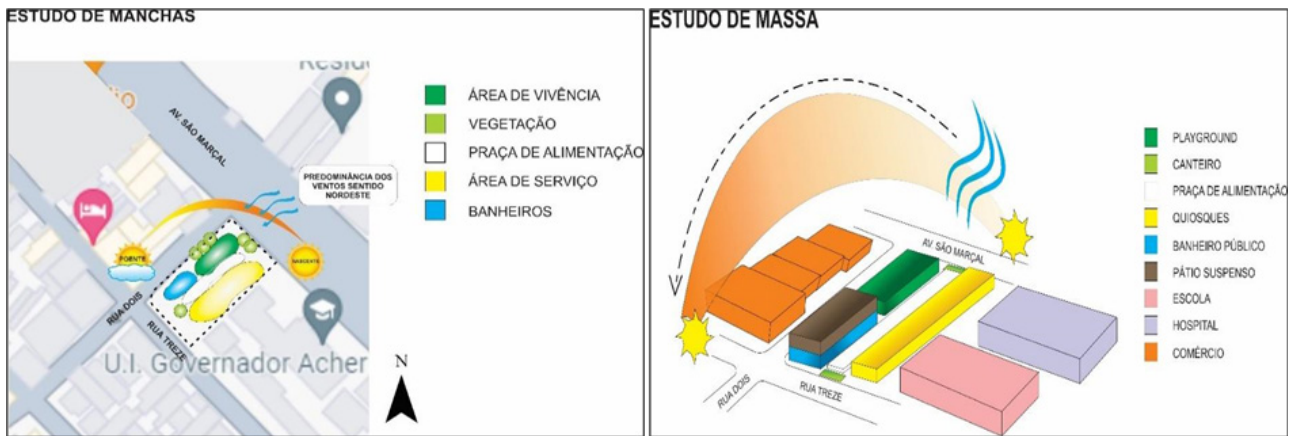 ESTUDO DE MANCHAS
AV. SÃO MARÇAL
PREDOMINÂNCIA DOS
VENTOS SENTIDO
NORDESTE
POENTE
NASCENTE
RUA DOIS
RUA TREZE
U.I. Governador Acher
N
ÁREA DE VIVÊNCIA
VEGETAÇÃO
PRAÇA DE ALIMENTAÇÃO
ÁREA DE SERVIÇO
BANHEIROS
ESTUDO DE MASSA
AV. SÃO MARÇAL
RUA DOIS
RUA TREZE
PLAYGROUND
CANTEIRO
PRAÇA DE ALIMENTAÇÃO
QUIOSQUES
BANHEIRO PÚBLICO
PÁTIO SUSPENSO
ESCOLA
HOSPITAL
COMÉRCIO